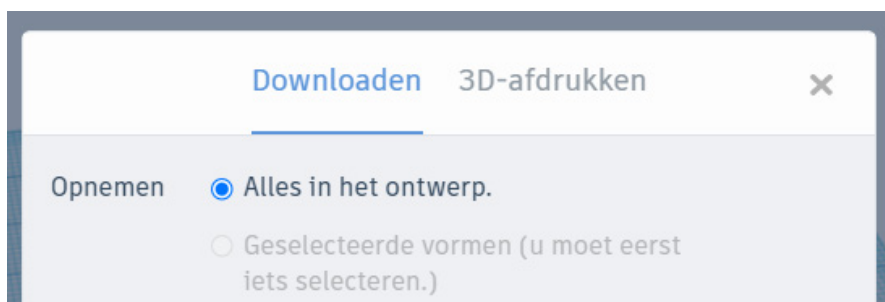 Downloaden 3D-afdrukken
Opnemen Alles in het ontwerp.
Geselecteerde vormen (u moet eerst
iets selecteren.)